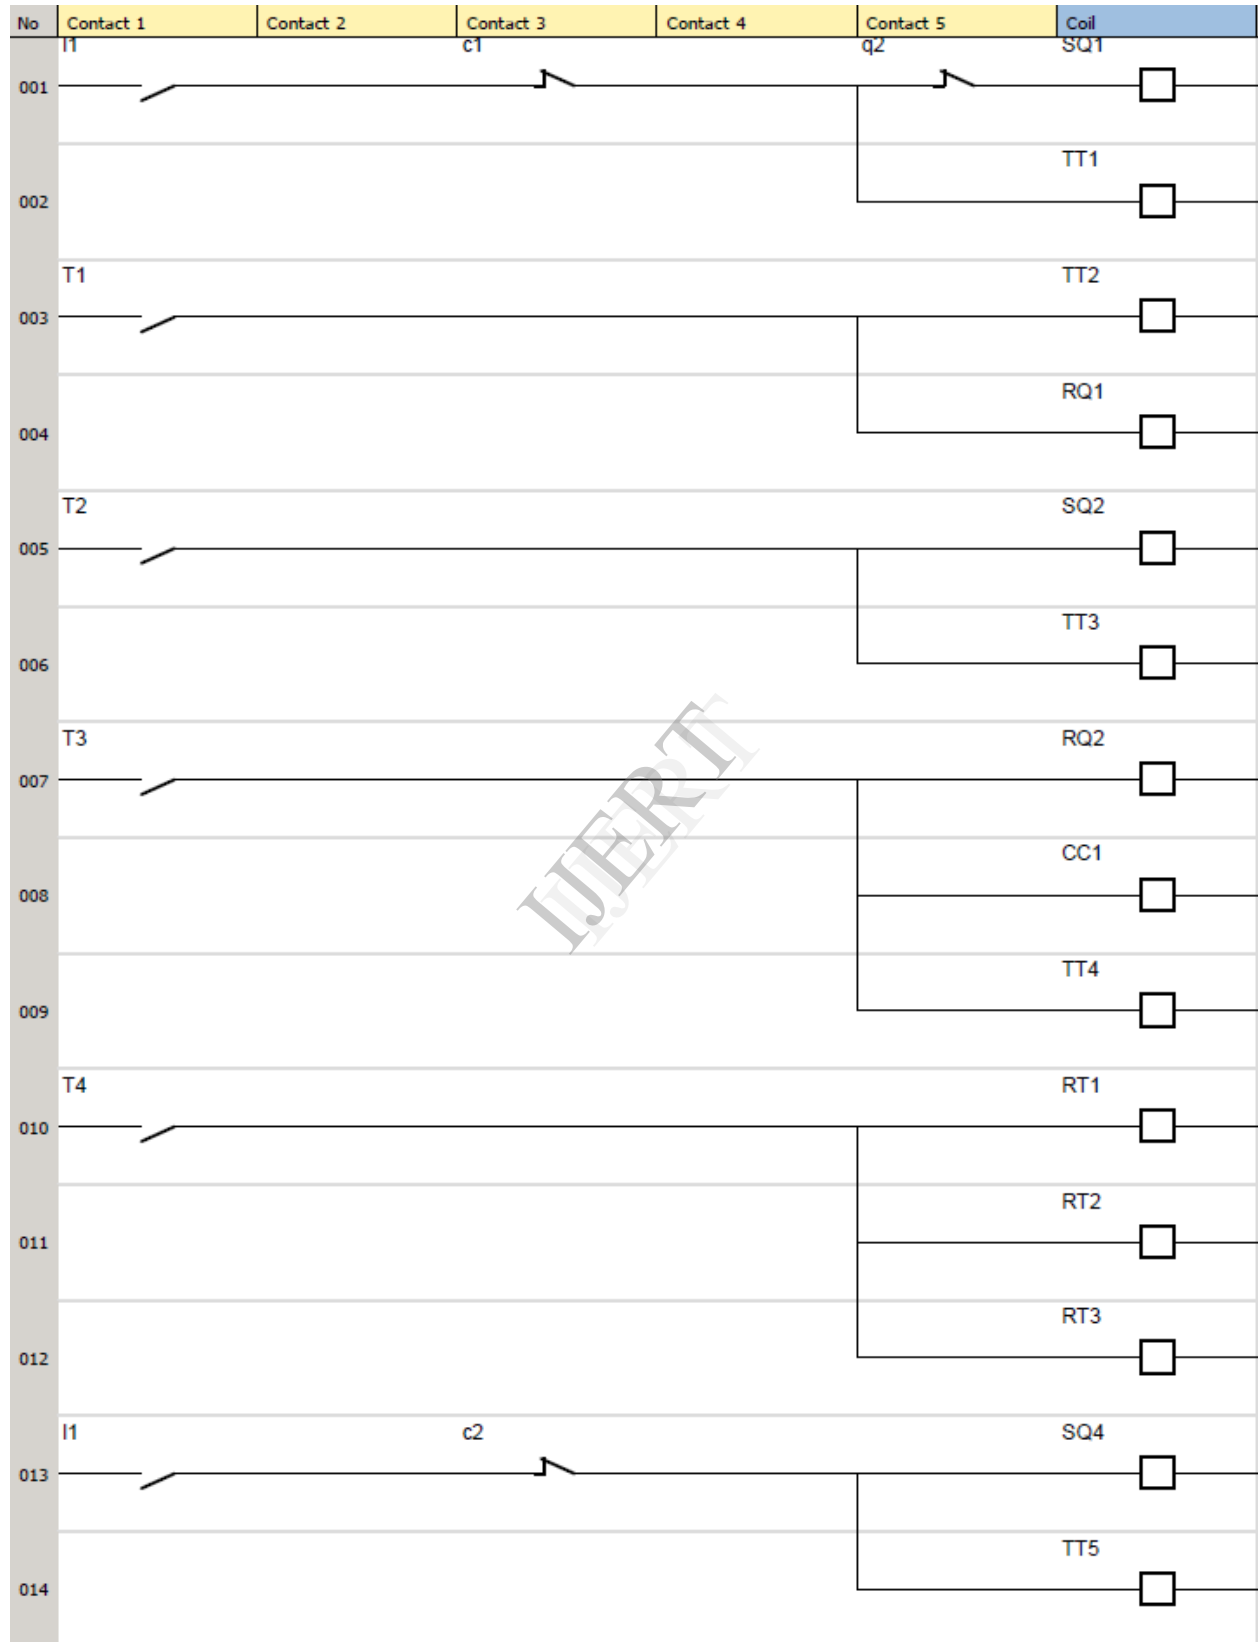 No Contact 1 Contact 2 Contact 3 Contact 4 Contact 5 Coil
I1 c1 q2 SQ1
001
TT1
002
T1 TT2
003
RQ1
004
T2 SQ2
005
TT3
006
T3 RQ2
007
CC1
008
TT4
009
T4 RT1
010
RT2
011
RT3
012
I1 c2 SQ4
013
TT5
014
IJERT